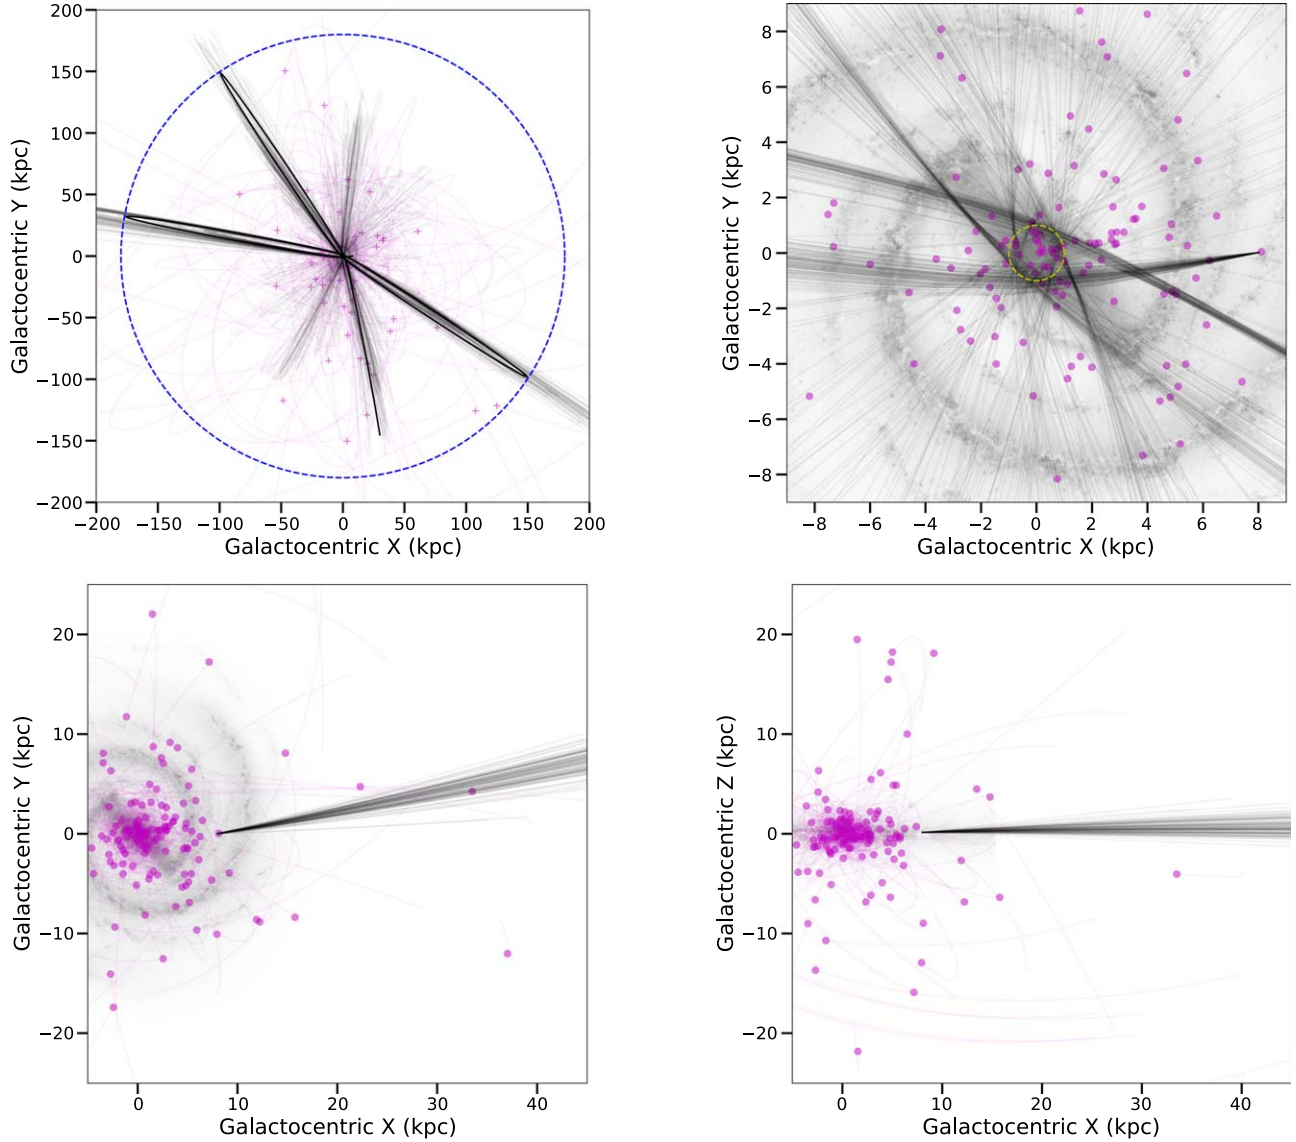 200
150
100
50
0
−50
−100
−150
−200
Galactocentric Y (kpc)
−200 −150 −100 −50 0 50 100 150 200
Galactocentric X (kpc)
8
6
4
2
0
−2
−4
−6
−8
Galactocentric Y (kpc)
−8 −6 −4 −2 0 2 4 6 8
Galactocentric X (kpc)
20
10
0
−10
−20
Galactocentric Y (kpc)
0 10 20 30 40
Galactocentric X (kpc)
20
10
0
−10
−20
Galactocentric Z (kpc)
0 10 20 30 40
Galactocentric X (kpc)